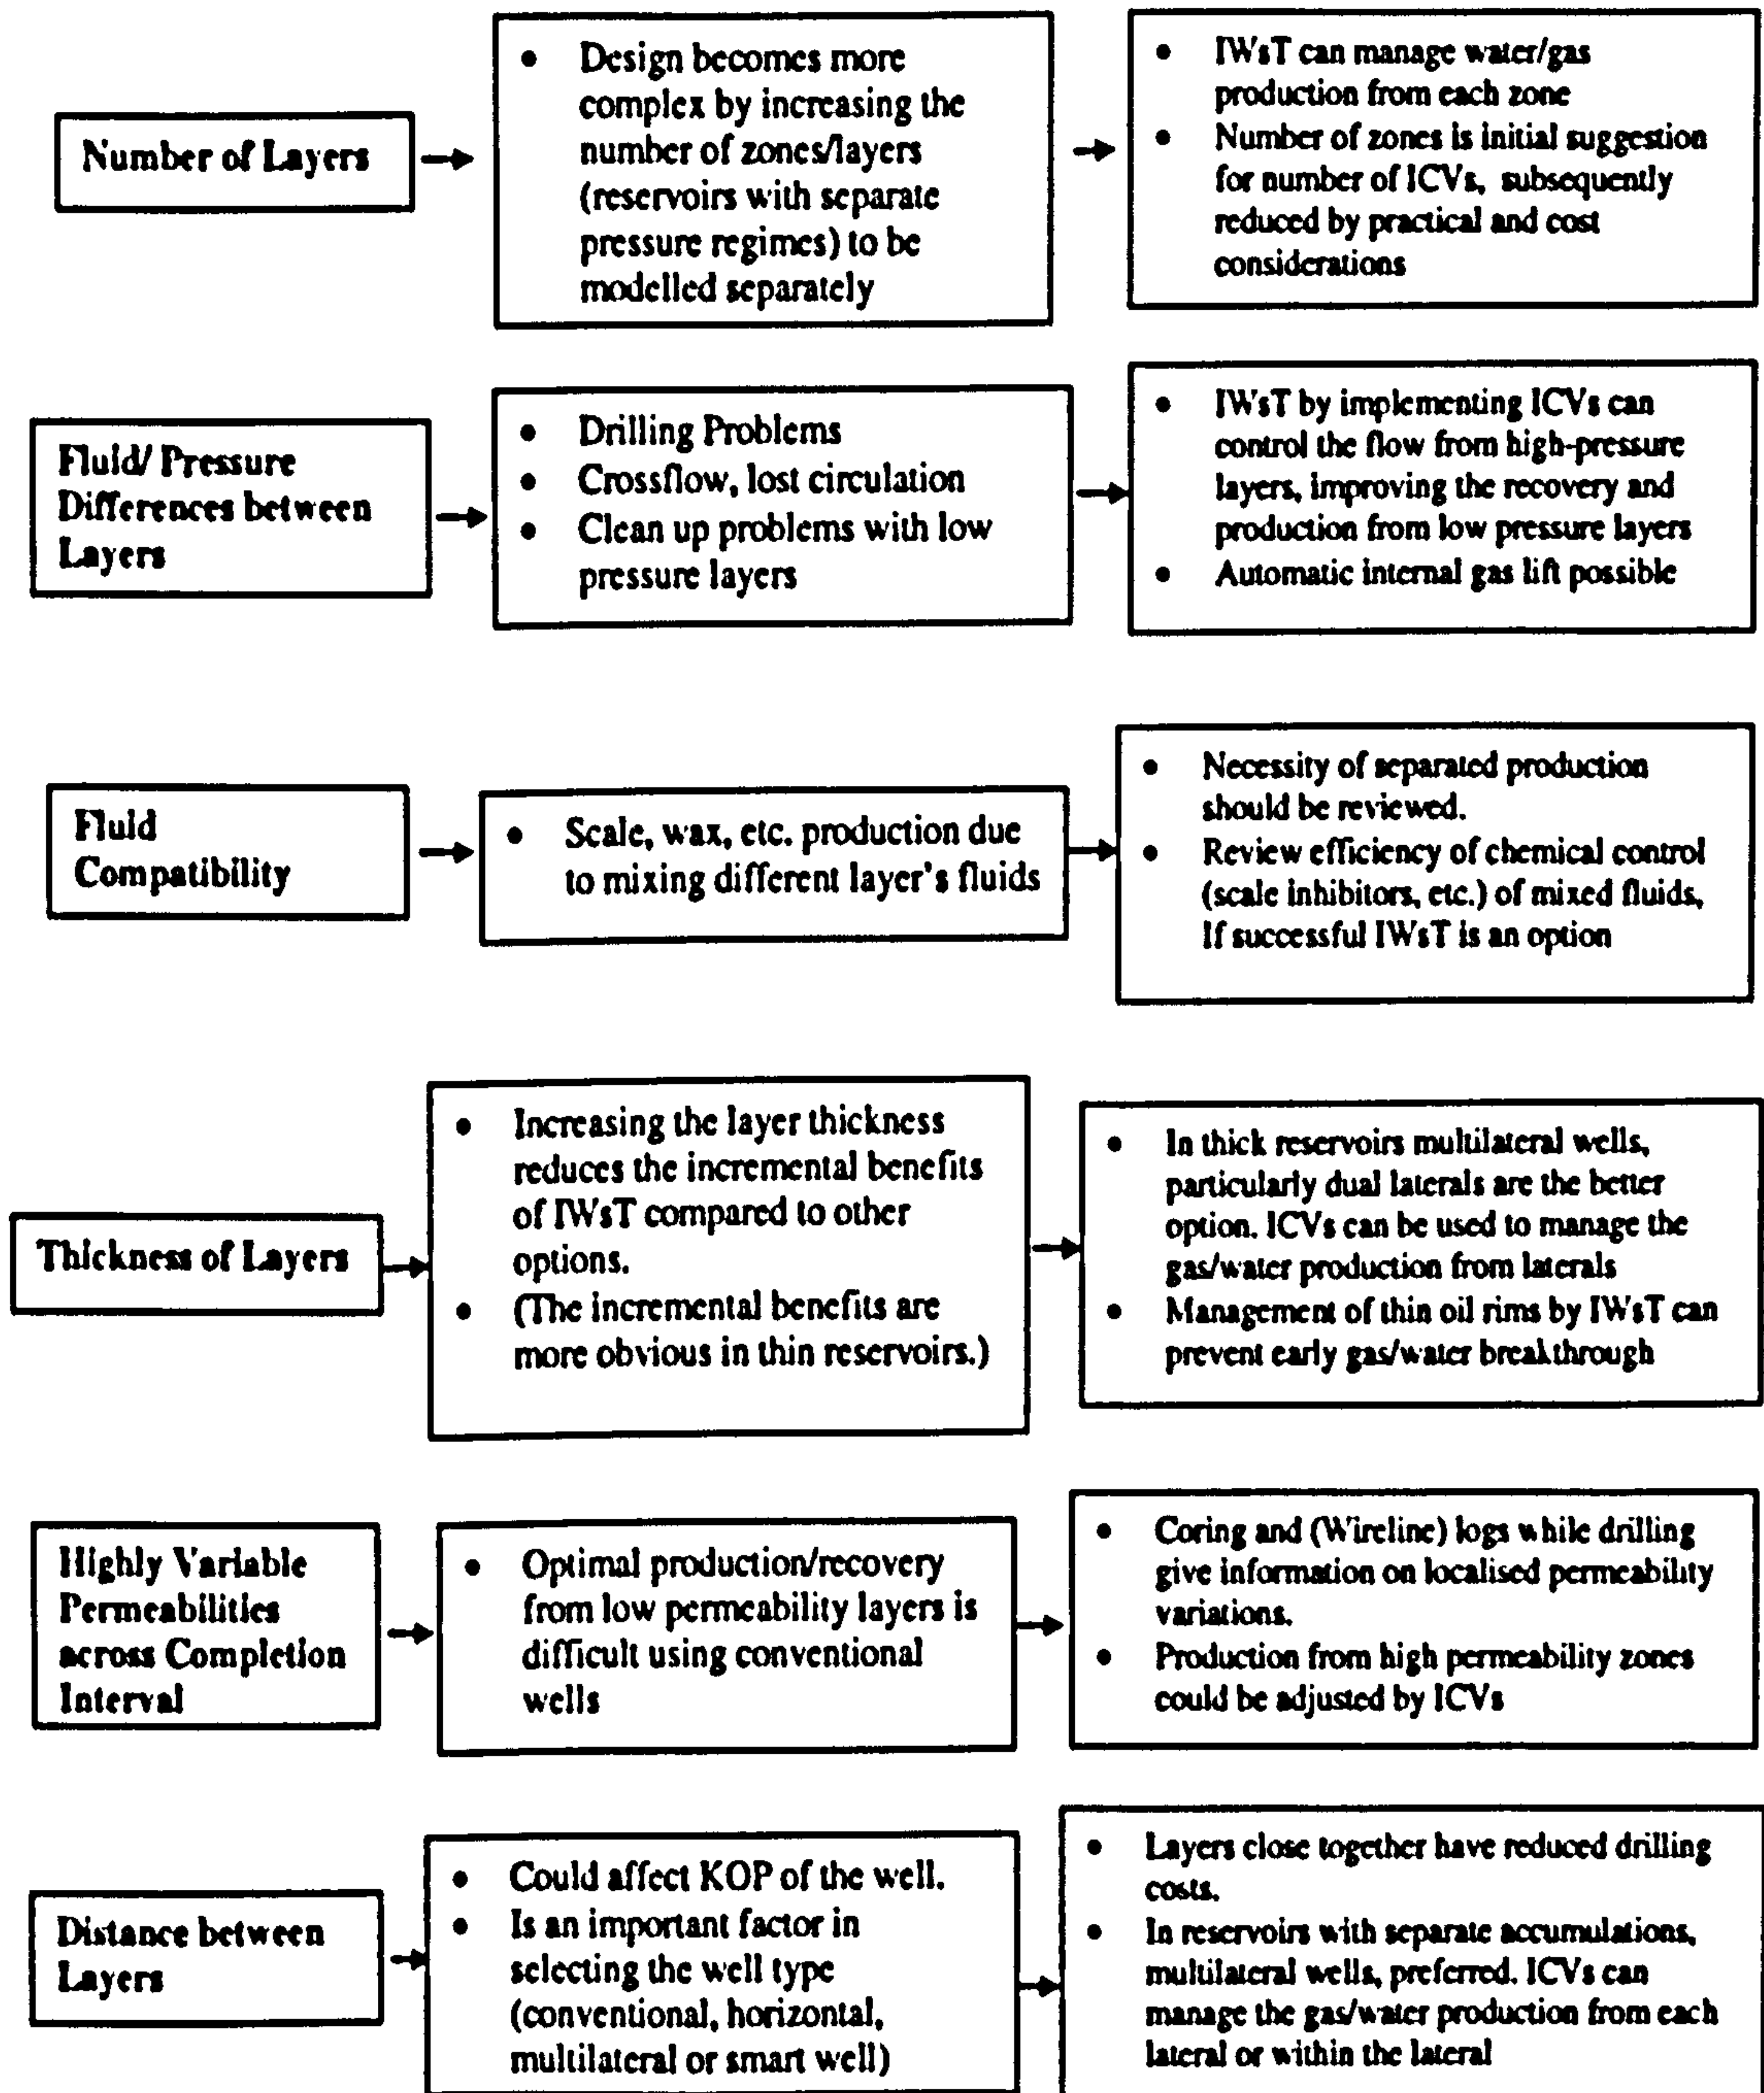 Number of Layers
• Design becomes more
complex by increasing the
number of zones/layers
(reservoirs with separate
pressure regimes) to be
modelled separately
• IWsT can manage water/gas
production from each zone
• Number of zones is initial suggestion
for number of ICVs, subsequently
reduced by practical and cost
considerations
Fluid/ Pressure
Differences between
Layers
• Drilling Problems
• Crossflow, lost circulation
• Clean up problems with low
pressure layers
• IWsT by implementing ICVs can
control the flow from high-pressure
layers, improving the recovery and
production from low pressure layers
• Automatic internal gas lift possible
Fluid
Compatibility
• Scale, wax, etc. production due
to mixing different layer's fluids
• Necessity of separated production
should be reviewed.
• Review efficiency of chemical control
(scale inhibitors, etc.) of mixed fluids,
If successful IWsT is an option
Thickness of Layers
• Increasing the layer thickness
reduces the incremental benefits
of IWsT compared to other
options.
• (The incremental benefits are
more obvious in thin reservoirs.)
• In thick reservoirs multilateral wells,
particularly dual laterals are the better
option. ICVs can be used to manage the
gas/water production from laterals
• Management of thin oil rims by IWsT can
prevent early gas/water breakthrough
Highly Variable
Permeabilities
across Completion
Interval
• Optimal production/recovery
from low permeability layers is
difficult using conventional
wells
• Coring and (Wireline) logs while drilling
give information on localised permeability
variations.
• Production from high permeability zones
could be adjusted by ICVs
Distance between
Layers
• Could affect KOP of the well.
• Is an important factor in
selecting the well type
(conventional, horizontal,
multilateral or smart well)
• Layers close together have reduced drilling
costs.
• In reservoirs with separate accumulations,
multilateral wells, preferred. ICVs can
manage the gas/water production from each
lateral or within the lateral